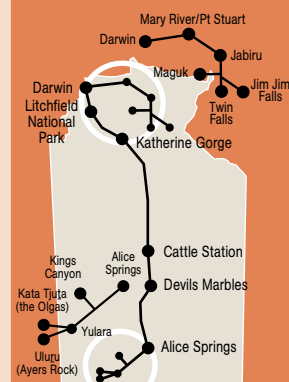 Mary River/Pt Stuart
Darwin
Jabiru
Maguk
Jim Jim
Falls
Twin
Falls
Darwin
Litchfield
National
Park
Katherine Gorge
Cattle Station
Kings
Canyon
Alice
Springs
Devils Marbles
Kata Tjuta
(the Olgas)
Yulara
Uluru
(Ayers Rock)
Alice Springs